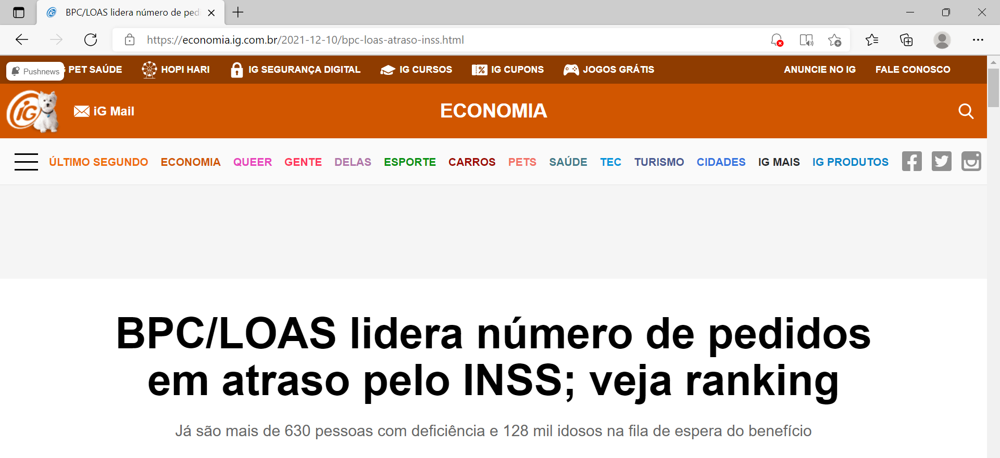 BPC/LOAS lidera número de ped
https://economia.ig.com.br/2021-12-10/bpc-loas-atraso-inss.html
Pushnews
PET SAÚDE HOPI HARI IG SEGURANÇA DIGITAL IG CURSOS IG CUPONS JOGOS GRÁTIS ANUNCIE NO IG FALE CONOSCO
iG iG Mail ECONOMIA
ÚLTIMO SEGUNDO ECONOMIA QUEER GENTE DELAS ESPORTE CARROS PETS SAÚDE TEC TURISMO CIDADES IG MAIS IG PRODUTOS
BPC/LOAS lidera número de pedidos
em atraso pelo INSS; veja ranking
Já são mais de 630 pessoas com deficiência e 128 mil idosos na fila de espera do benefício